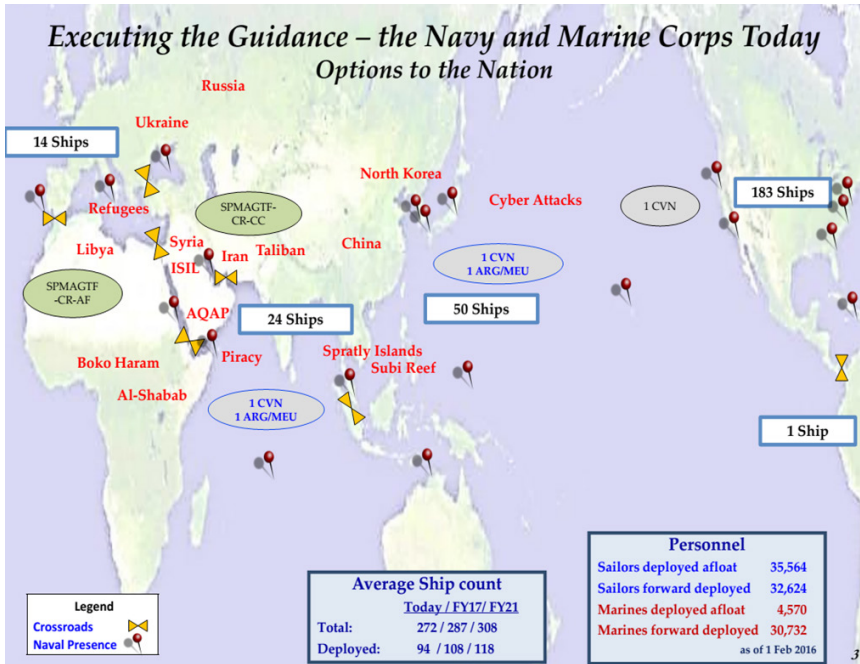 Executing the Guidance – the Navy and Marine Corps Today
Options to the Nation
Russia
Ukraine
14 Ships
North Korea
Cyber Attacks
1 CVN
183 Ships
Refugees
SPMAGTF-
CR-CC
Libya
Syria
Iran
Taliban
China
ISIL
1 CVN
1 ARG/MEU
SPMAGTF
-CR-AF
AQAP
24 Ships
50 Ships
Boko Haram
Piracy
Spratly Islands
Subi Reef
Al-Shabab
1 CVN
1 ARG/MEU
1 Ship
Average Ship count
Today / FY17/ FY21
Total: 272 / 287 / 308
Deployed: 94 / 108 / 118
Personnel
Sailors deployed afloat 35,564
Sailors forward deployed 32,624
Marines deployed afloat 4,570
Marines forward deployed 30,732
as of 1 Feb 2016
Legend
Crossroads
Naval Presence
3